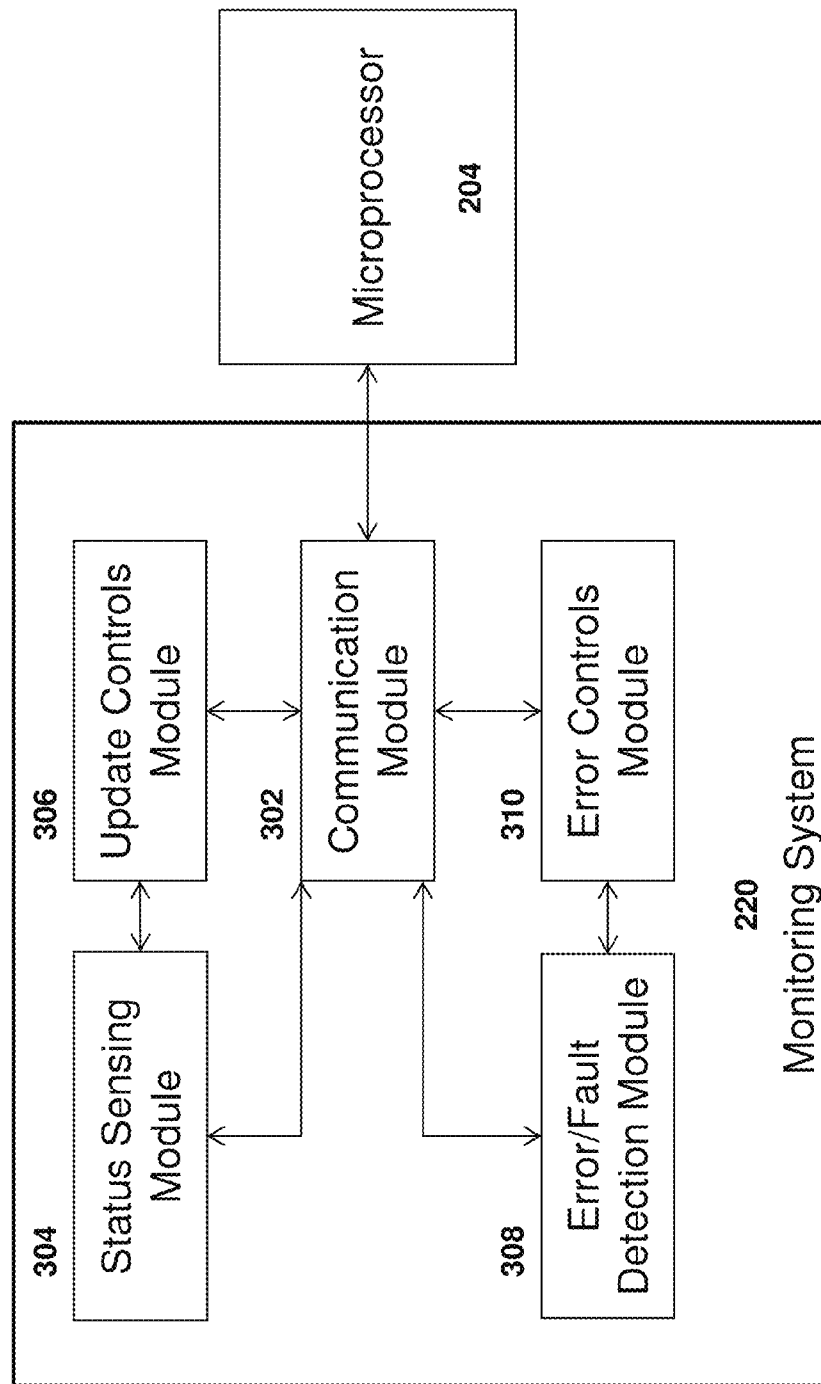 304
Status Sensing
Module
306
Update Controls
Module
302
Communication
Module
Microprocessor
204
308
Error/Fault
Detection Module
310
Error Controls
Module
220
Monitoring System